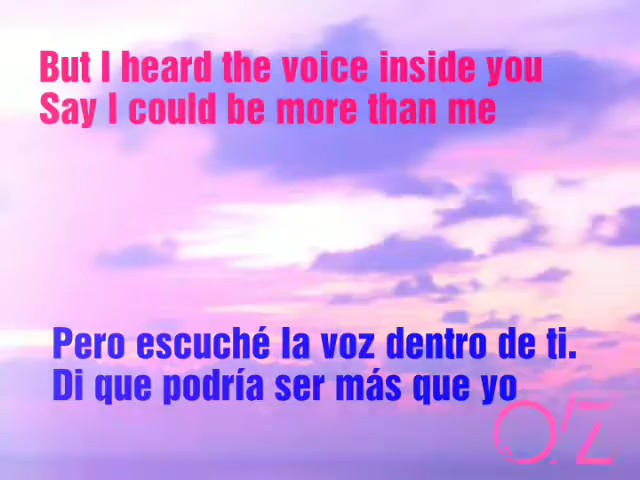 But I heard the voice inside you
Say I could be more than me
Pero escuché la voz dentro de ti.
Di que podría ser más que yo
O!Z